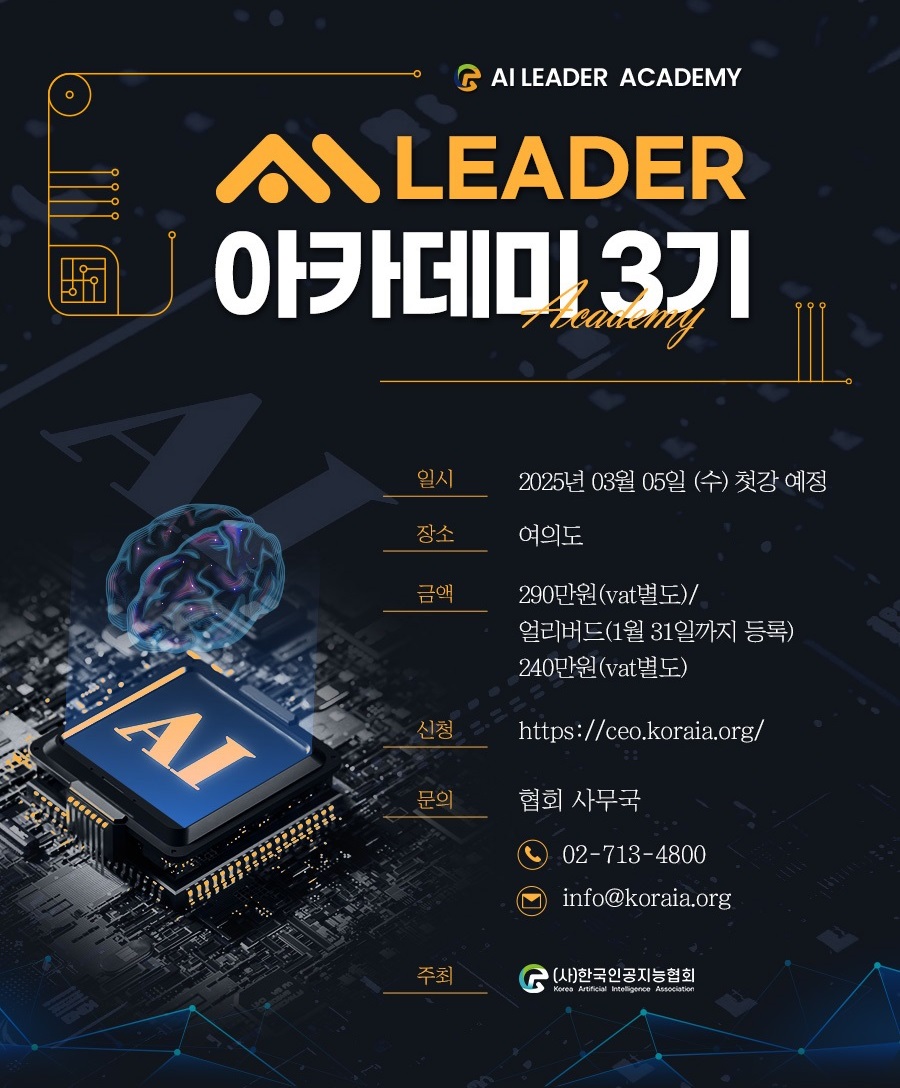 AI LEADER ACADEMY
AI LEADER
아카데미 3기
Academy
AI
일시 2025년 03월 05일 (수) 첫강 예정
장소 여의도
금액 290만원(vat별도)/
얼리버드(1월 31일까지 등록)
240만원(vat별도)
AI
신청 https://ceo.koraia.org/
문의 협회 사무국
02-713-4800
info@koraia.org
주최 (사)한국인공지능협회
Korea Artificial Intelligence Association